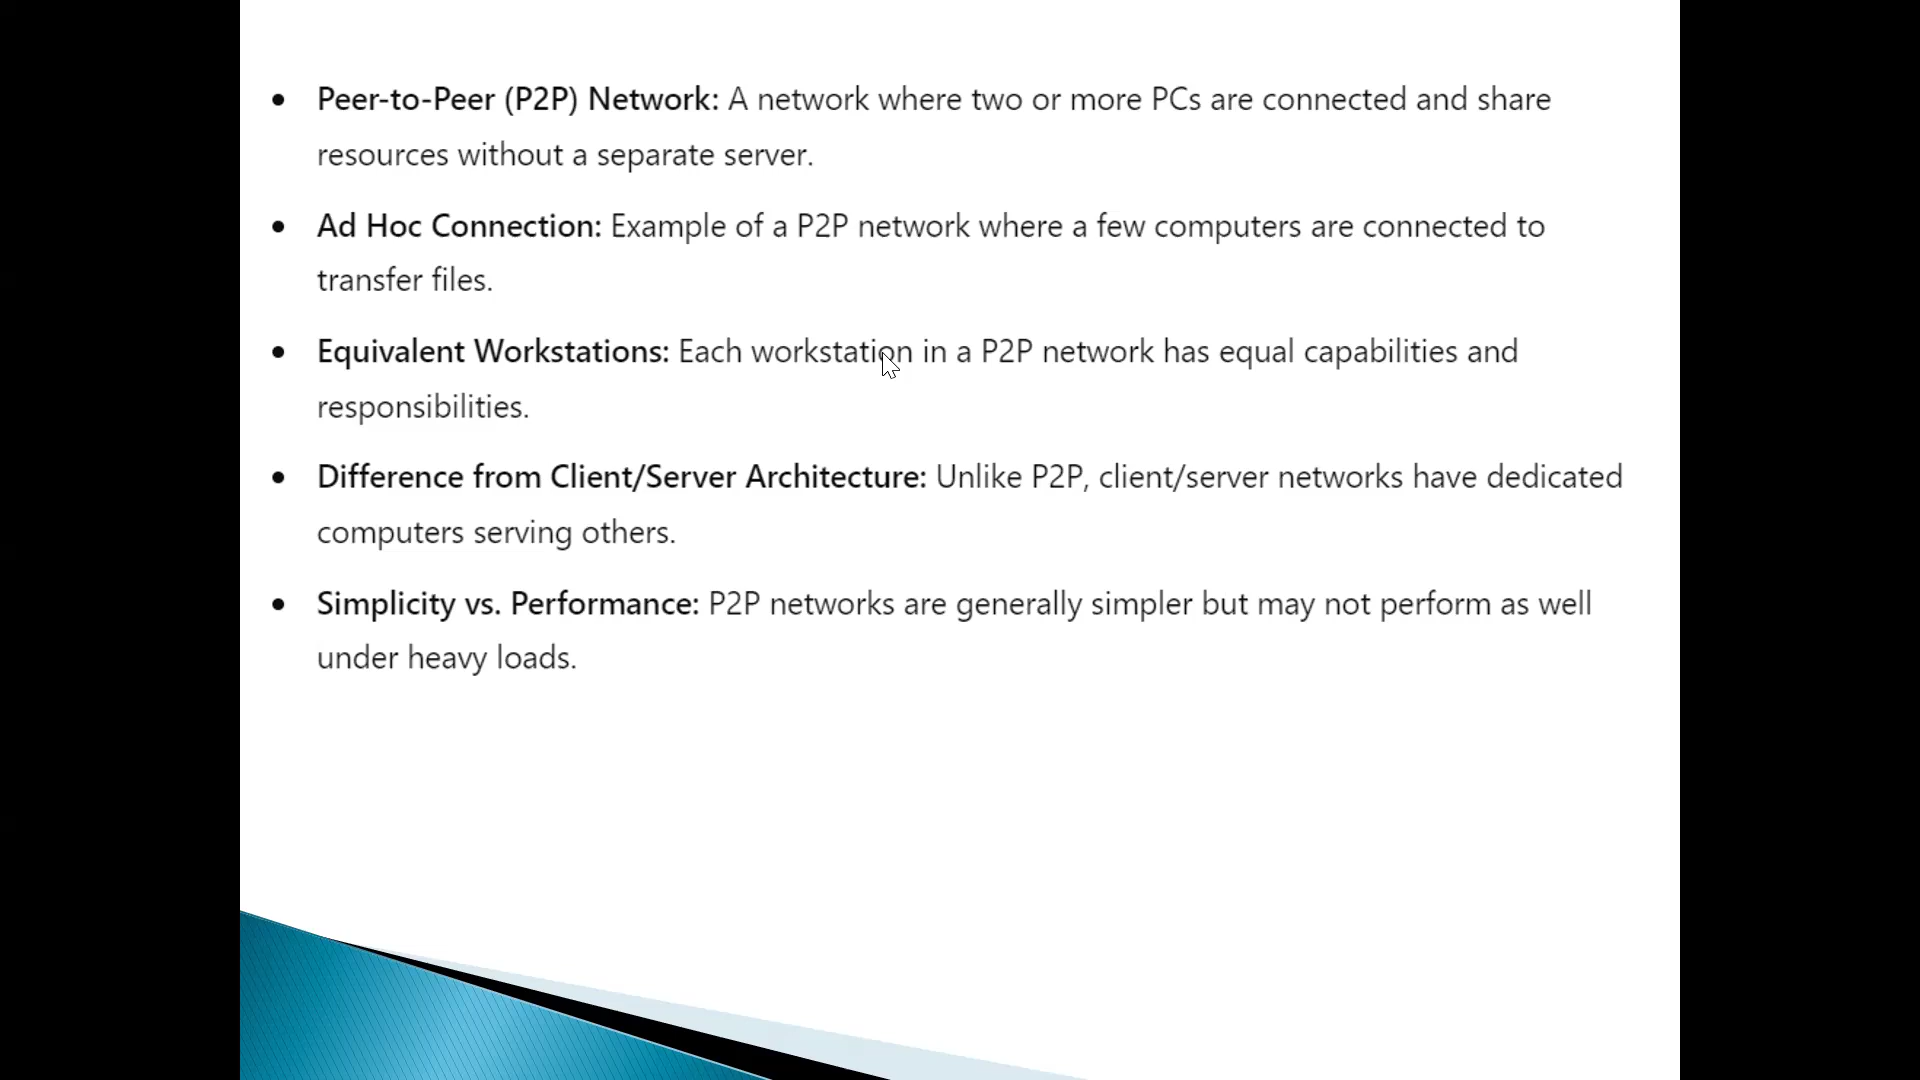 • Peer-to-Peer (P2P) Network: A network where two or more PCs are connected and share
resources without a separate server.
• Ad Hoc Connection: Example of a P2P network where a few computers are connected to
transfer files.
• Equivalent Workstations: Each workstation in a P2P network has equal capabilities and
responsibilities.
• Difference from Client/Server Architecture: Unlike P2P, client/server networks have dedicated
computers serving others.
• Simplicity vs. Performance: P2P networks are generally simpler but may not perform as well
under heavy loads.